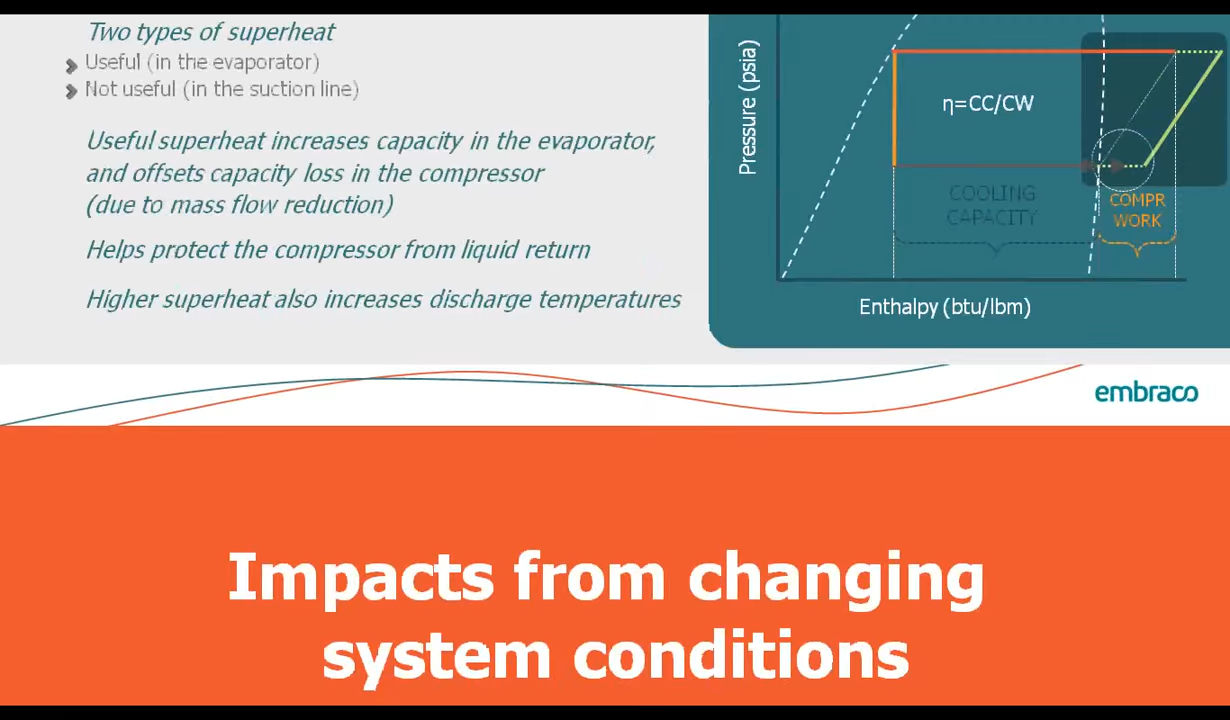 Two types of superheat
Useful (in the evaporator)
Not useful (in the suction line)
Useful superheat increases capacity in the evaporator,
and offsets capacity loss in the compressor
(due to mass flow reduction)
Helps protect the compressor from liquid return
Higher superheat also increases discharge temperatures
Pressure (psia)
η=CC/CW
COOLING
CAPACITY
COMPR
WORK
Enthalpy (btu/lbm)
embraco
Impacts from changing
system conditions